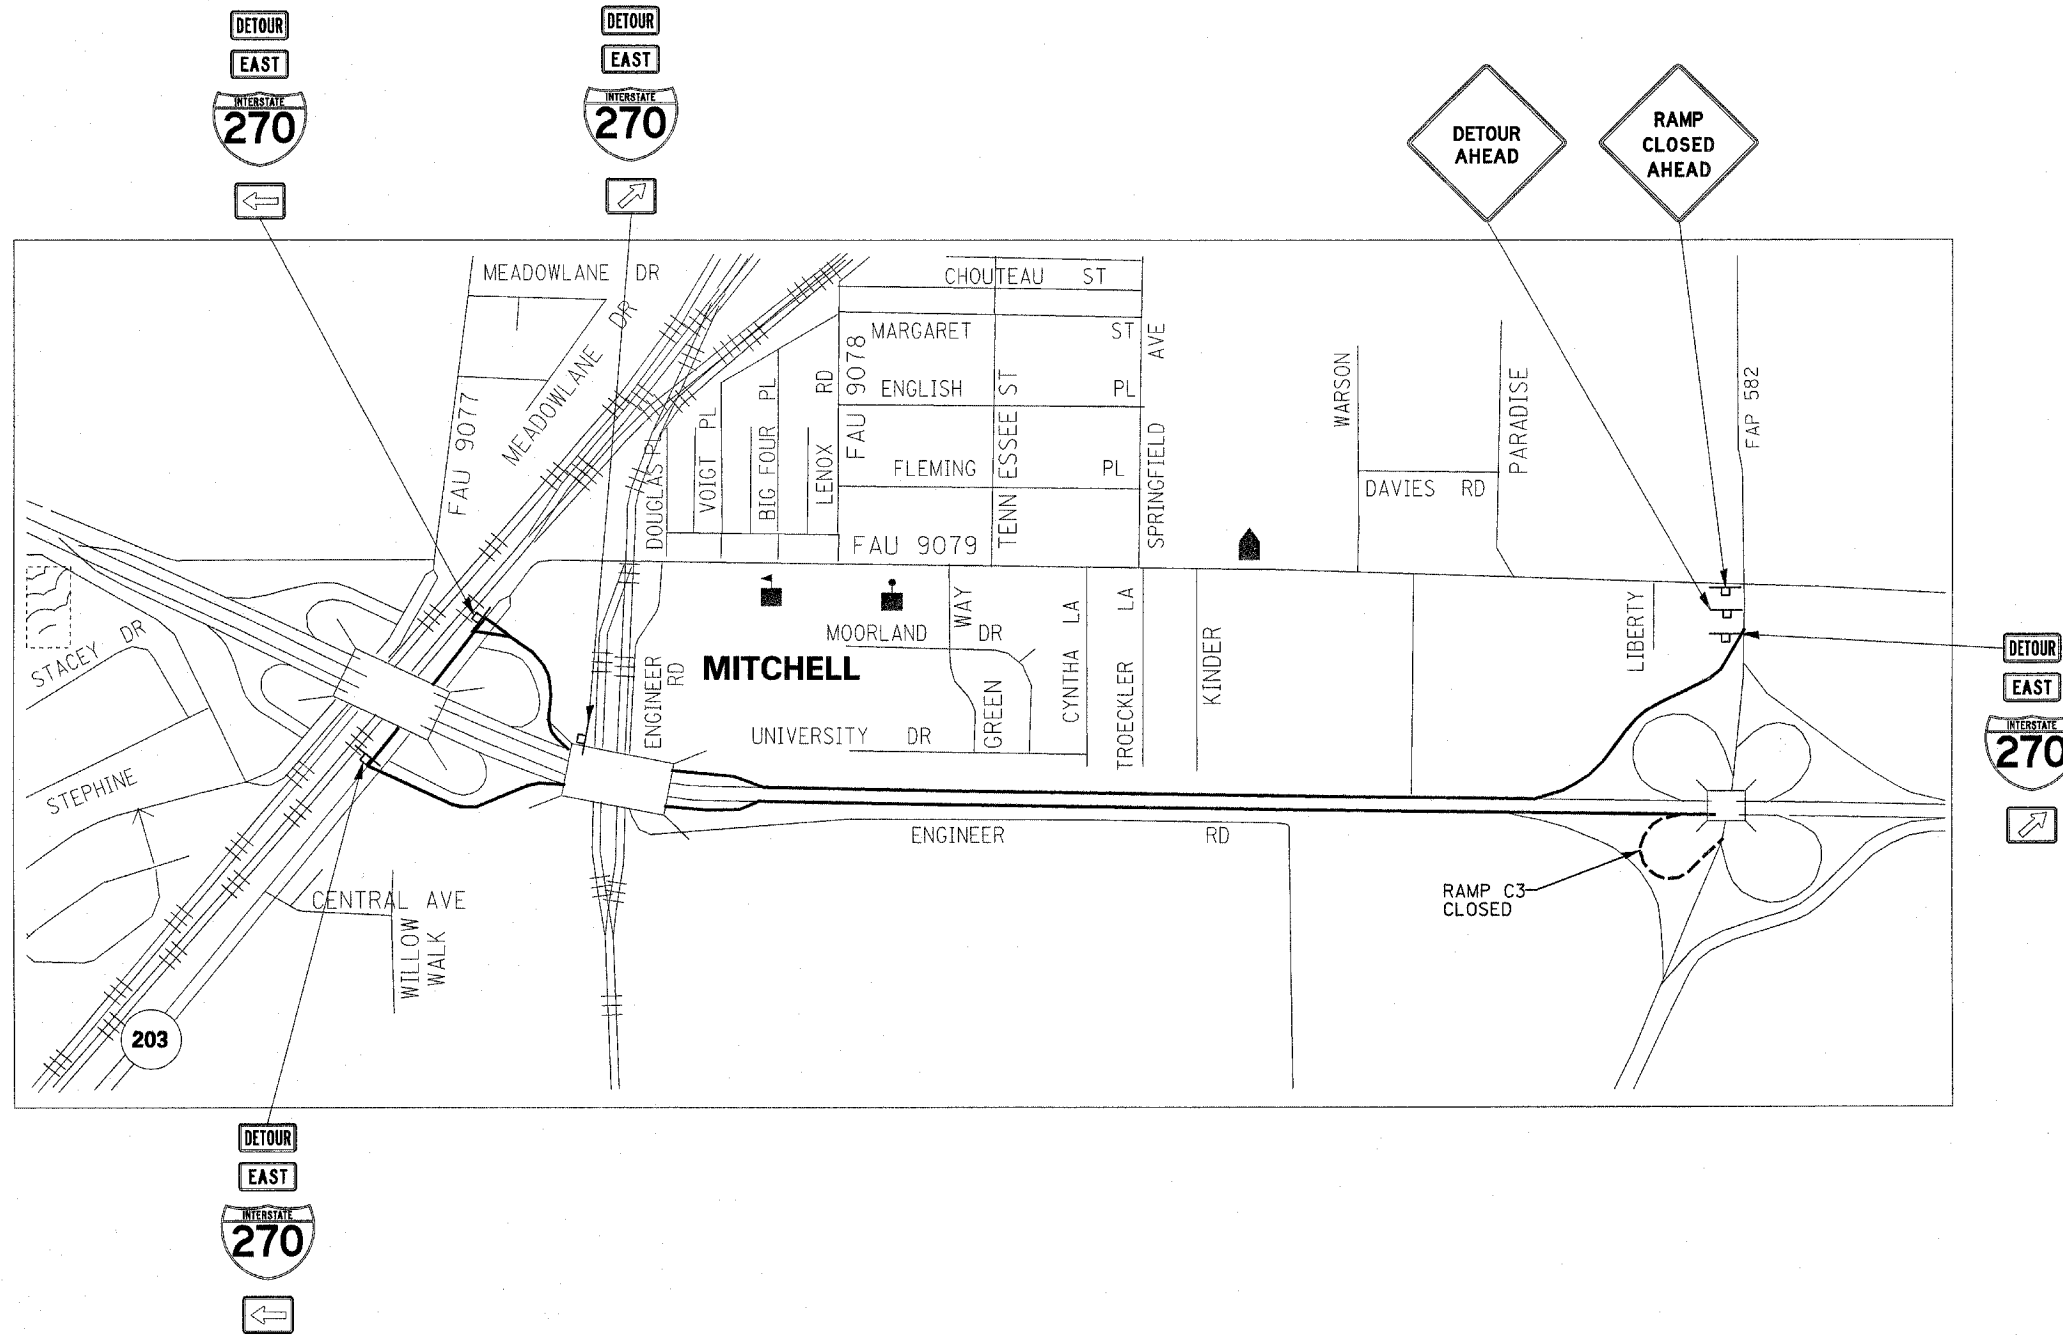 DETOUR
EAST
INTERSTATE
270
DETOUR
EAST
INTERSTATE
270
DETOUR
AHEAD
RAMP
CLOSED
AHEAD
MEADOWLANE DR
MEADOWLANE DR
FAU 9077
CHOUTEAU ST
MARGARET ST
ENGLISH PL
FLEMING PL
FAU 9078
FAU 9079
DOUGLAS PL
VOIGT PL
BIG FOUR PL
LENOX RD
TENN ESSEE ST
SPRINGFIELD AVE
WARSON
PARADISE
DAVIES RD
FAP 582
STACEY DR
STEPHINE
ENGINEER
RD
MITCHELL
MOORLAND DR
UNIVERSITY DR
GREEN WAY
CYNTHA LA
TROECKLER LA
KINDER
LIBERTY
DETOUR
EAST
INTERSTATE
270
ENGINEER RD
RAMP C3
CLOSED
CENTRAL AVE
WILLOW
WALK
203
DETOUR
EAST
INTERSTATE
270